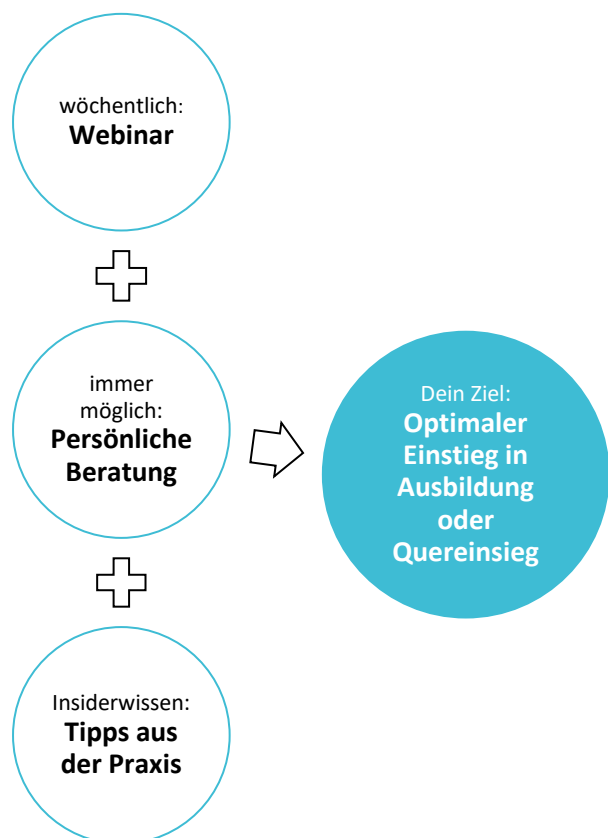 wöchentlich:
Webinar
immer
möglich:
Persönliche
Beratung
Insiderwissen:
Tipps aus
der Praxis
Dein Ziel:
Optimaler
Einstieg in
Ausbildung
oder
Quereinsieg